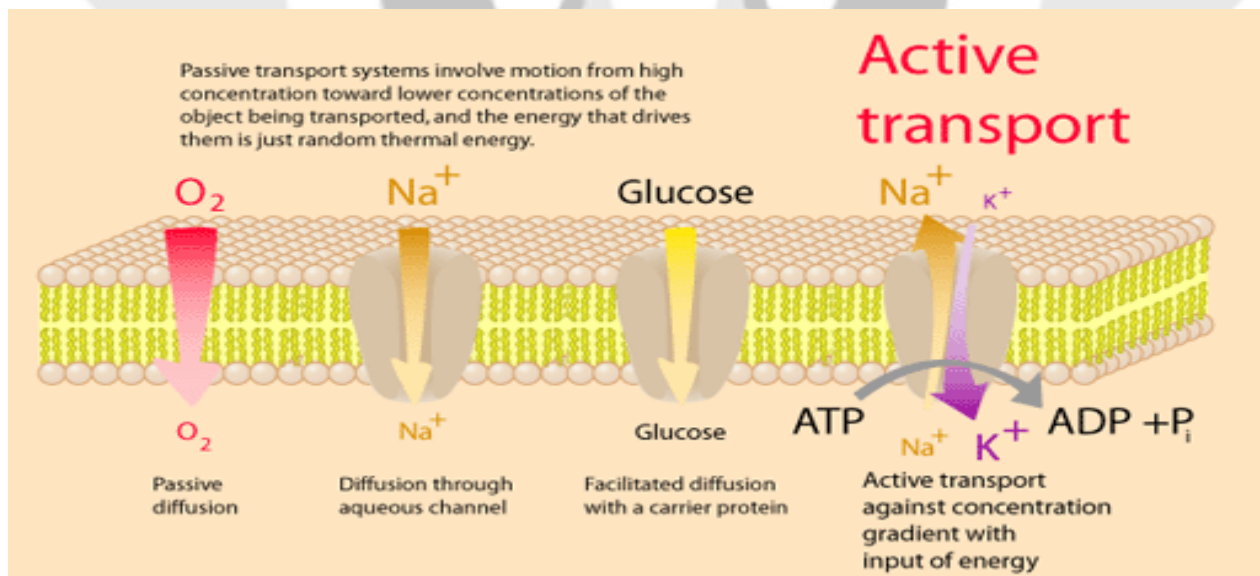 Passive transport systems involve motion from high
concentration toward lower concentrations of the
object being transported, and the energy that drives
them is just random thermal energy.
Active
transport
O₂
Na⁺
Glucose
Na⁺
K⁺
O₂
Na⁺
Glucose
ATP
Na⁺
K⁺
ADP +Pᵢ
Passive
diffusion
Diffusion through
aqueous channel
Facilitated diffusion
with a carrier protein
Active transport
against concentration
gradient with
input of energy